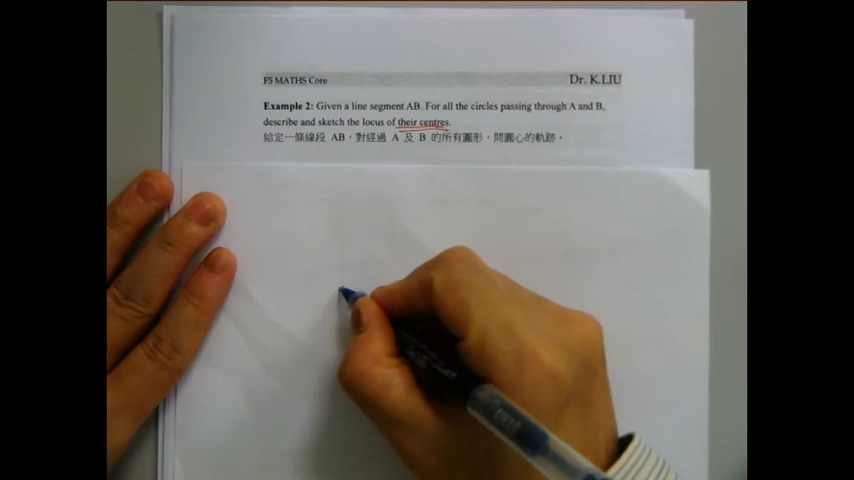 F5 MATHS Core Dr. K.LIU
Example 2: Given a line segment AB. For all the circles passing through A and B,
describe and sketch the locus of their centres.
給定一條線段 AB，對經過 A 及 B 的所有圓形，問圓心的軌跡。